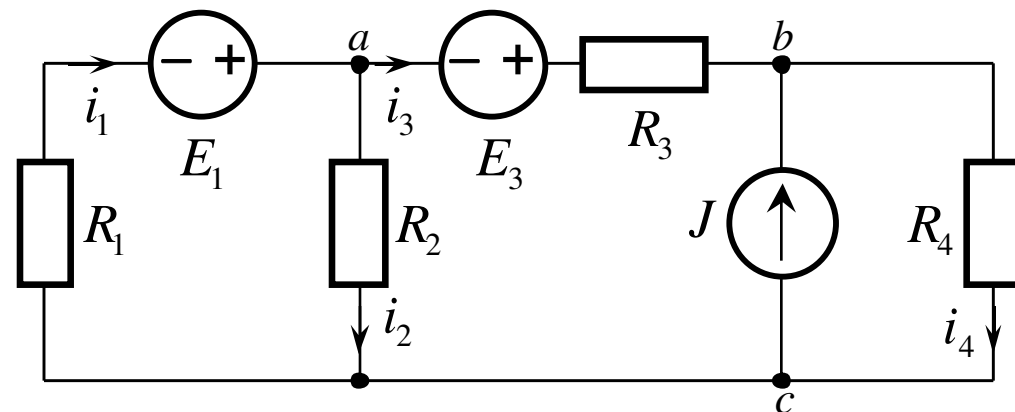 a b
− + − +
i₁ i₃
E₁ E₃ R₃
R₁ R₂ J R₄
i₂ i₄
c